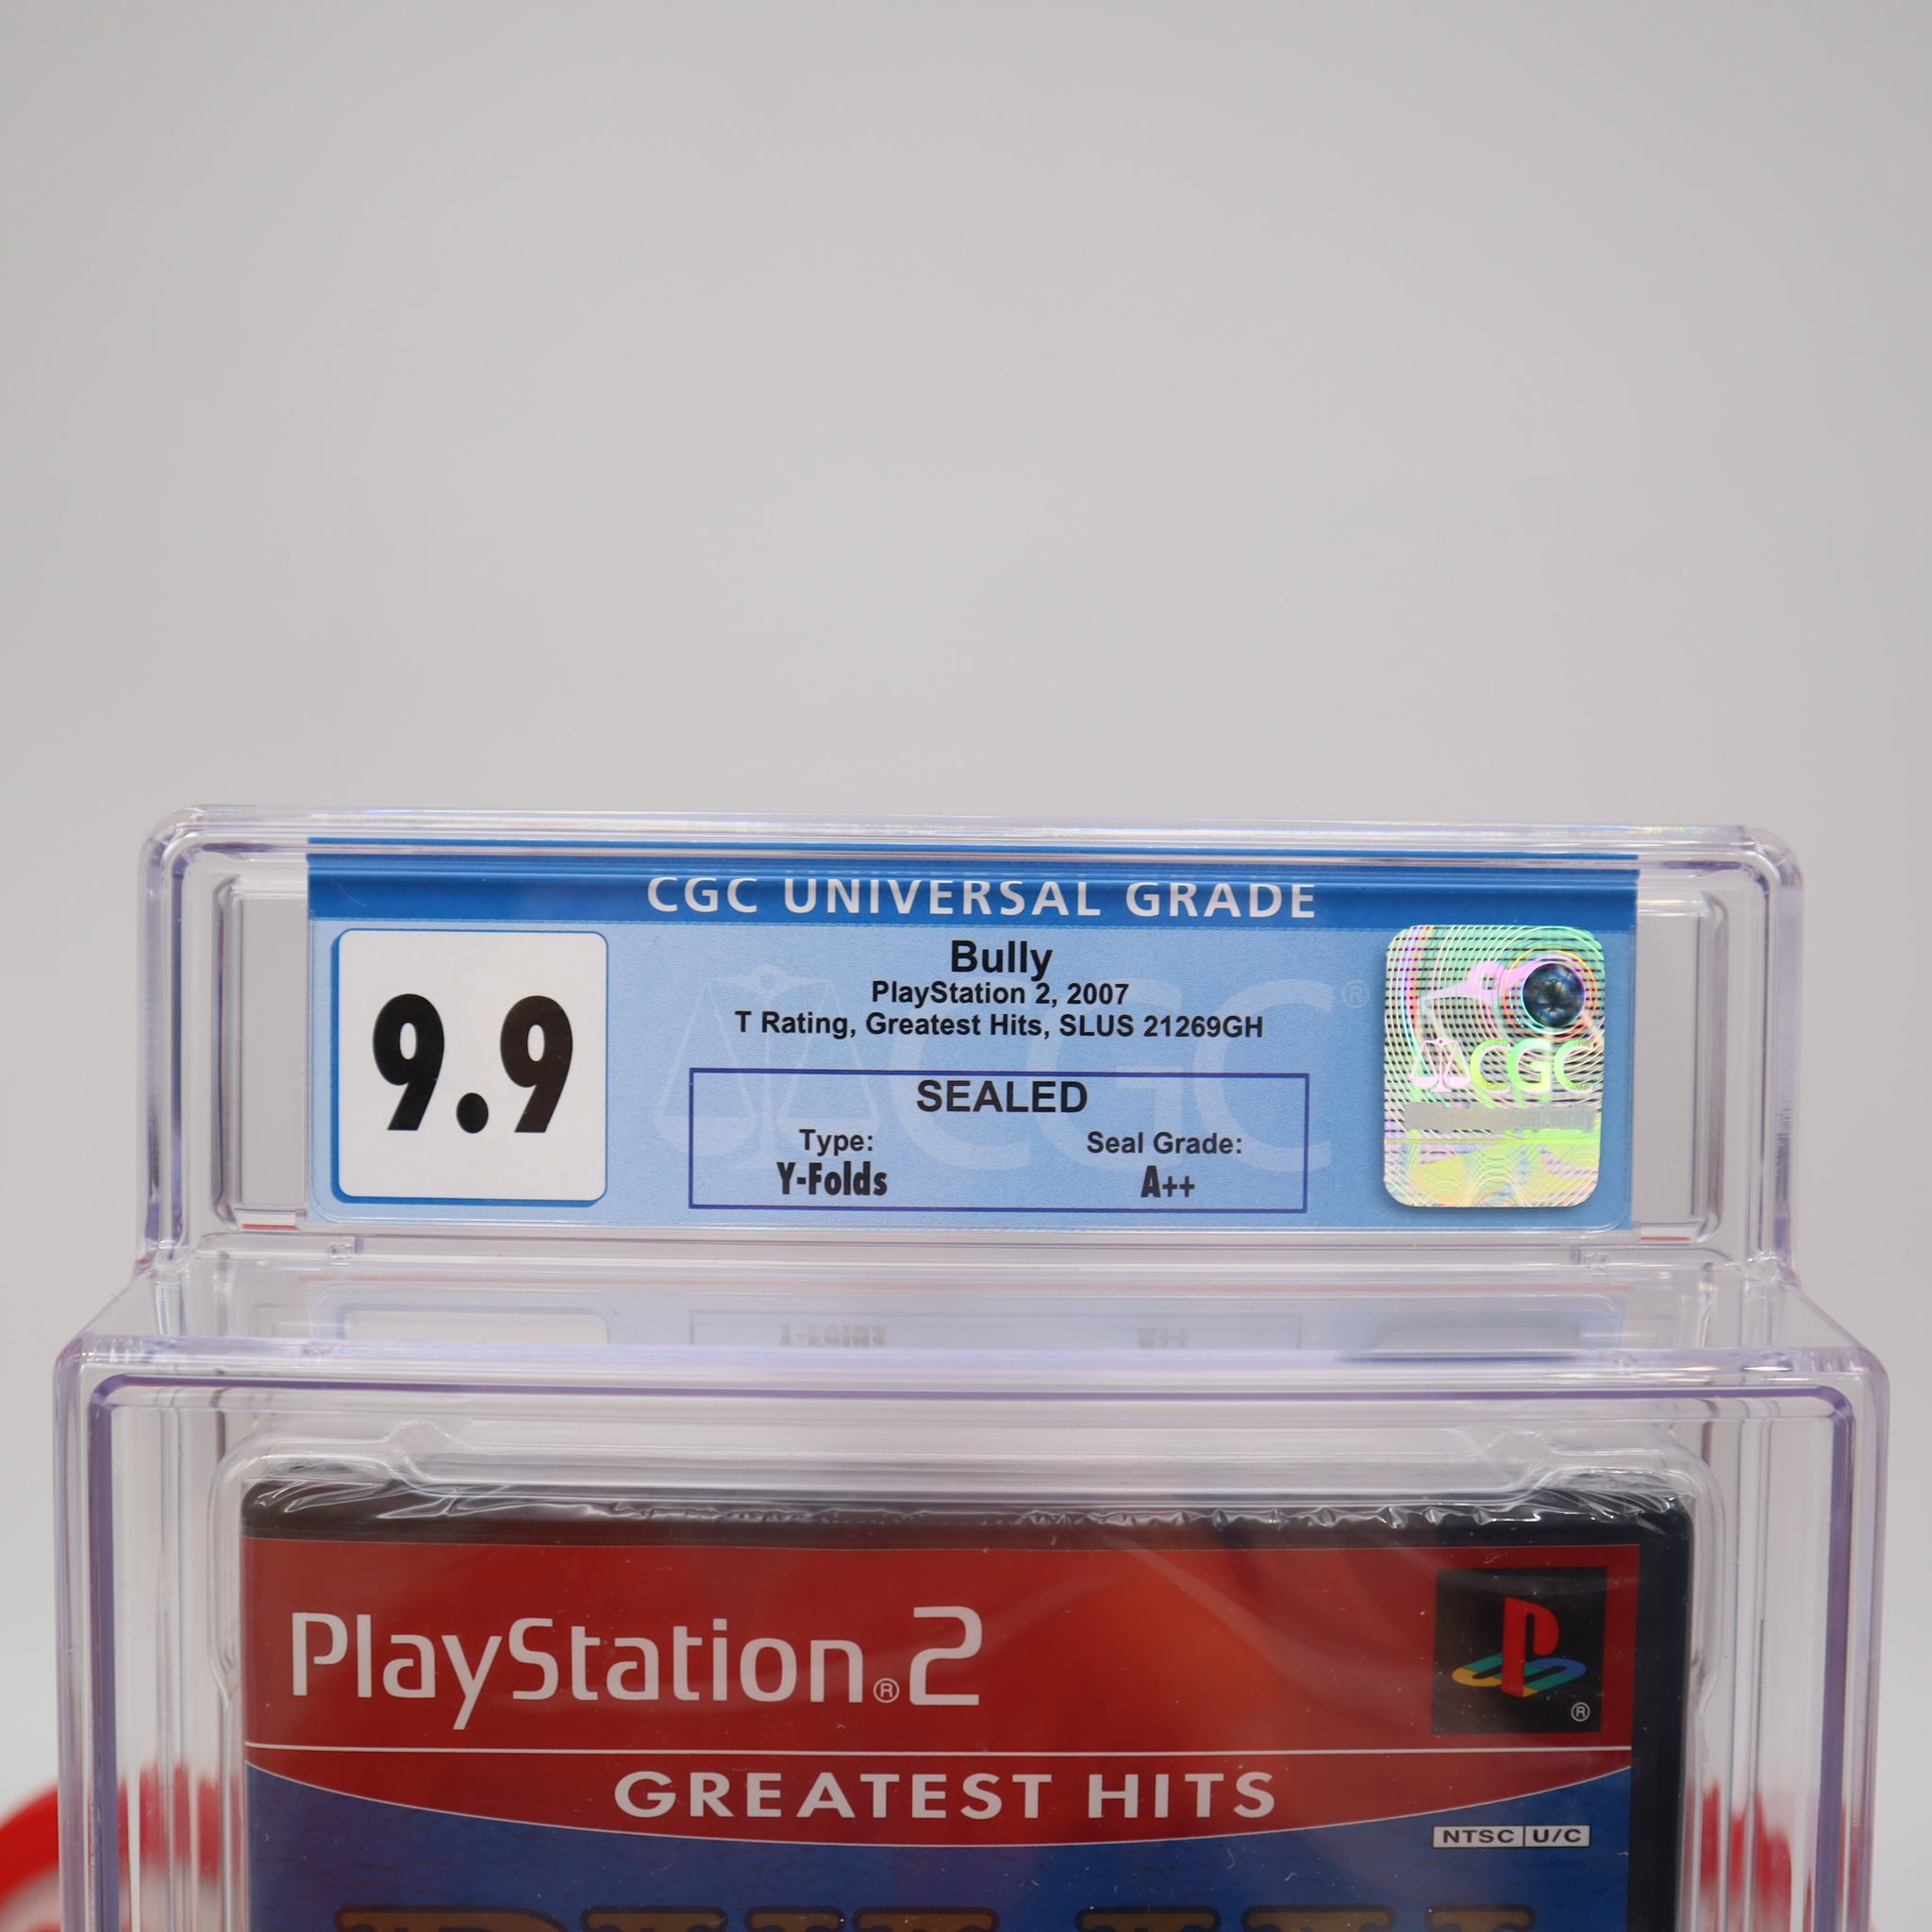 CGC UNIVERSAL GRADE
9.9
Bully
PlayStation 2, 2007
T Rating, Greatest Hits, SLUS 21269GH
SEALED
Type:
Y-Folds
Seal Grade:
A++
CGC
CGC ®
PlayStation®2
®
GREATEST HITS
NTSC U/C